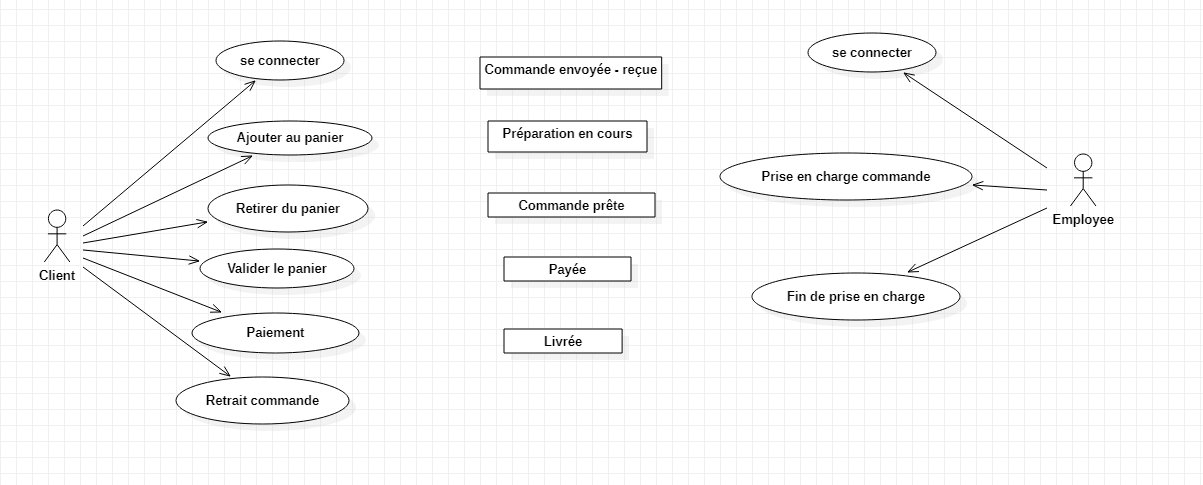 se connecter
Ajouter au panier
Retirer du panier
Valider le panier
Paiement
Retrait commande
Client
Commande envoyée - reçue
Préparation en cours
Commande prête
Payée
Livrée
se connecter
Prise en charge commande
Fin de prise en charge
Employee